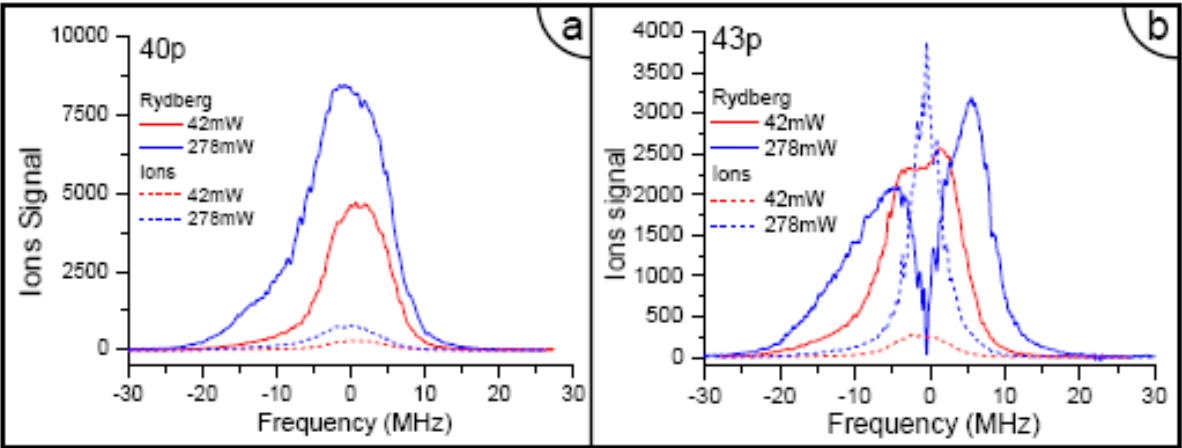 a
40p
Rydberg
42mW
278mW
Ions
42mW
278mW
10000
7500
5000
2500
0
Ions Signal
-30 -20 -10 0 10 20 30
Frequency (MHz)
b
43p
Rydberg
42mW
278mW
Ions
42mW
278mW
4000
3500
3000
2500
2000
1500
1000
500
0
Ions signal
-30 -20 -10 0 10 20 30
Frequency (MHz)